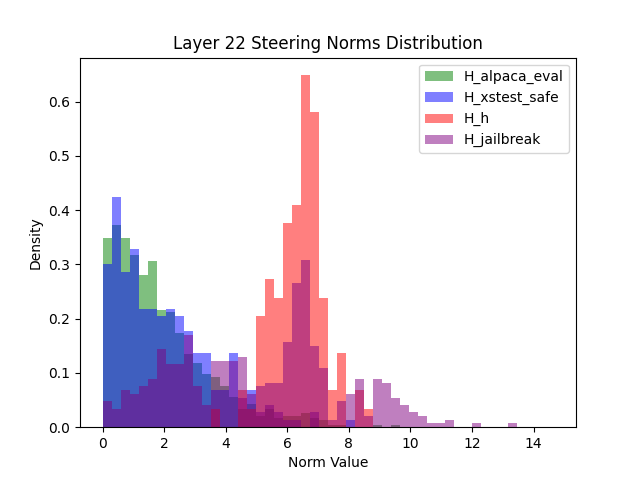 Layer 22 Steering Norms Distribution
H_alpaca_eval
H_xstest_safe
H_h
H_jailbreak
Density
0.6
0.5
0.4
0.3
0.2
0.1
0.0
0 2 4 6 8 10 12 14
Norm Value